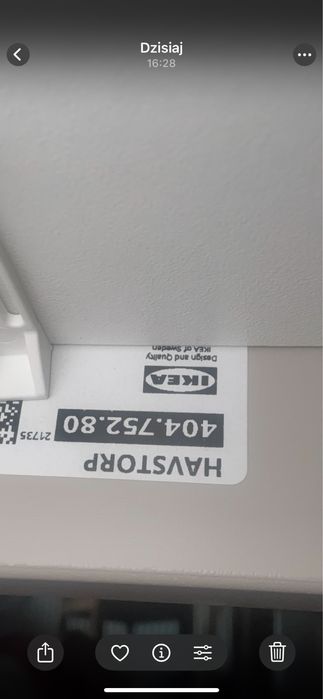 Dzisiaj
16:28
HAVSTORP
404.752.80
21735
IKEA
Design and Quality
IKEA of Sweden